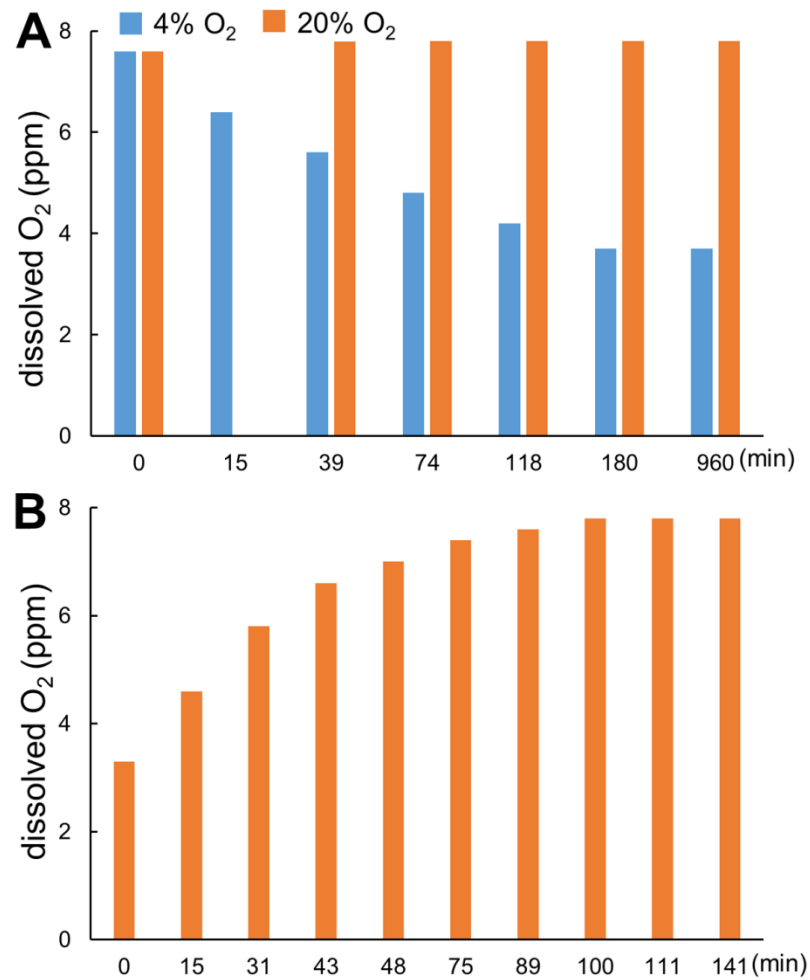 A
4% O₂ 20% O₂
dissolved O₂ (ppm)
8
6
4
2
0
0 15 39 74 118 180 960 (min)
B
dissolved O₂ (ppm)
8
6
4
2
0
0 15 31 43 48 75 89 100 111 141 (min)